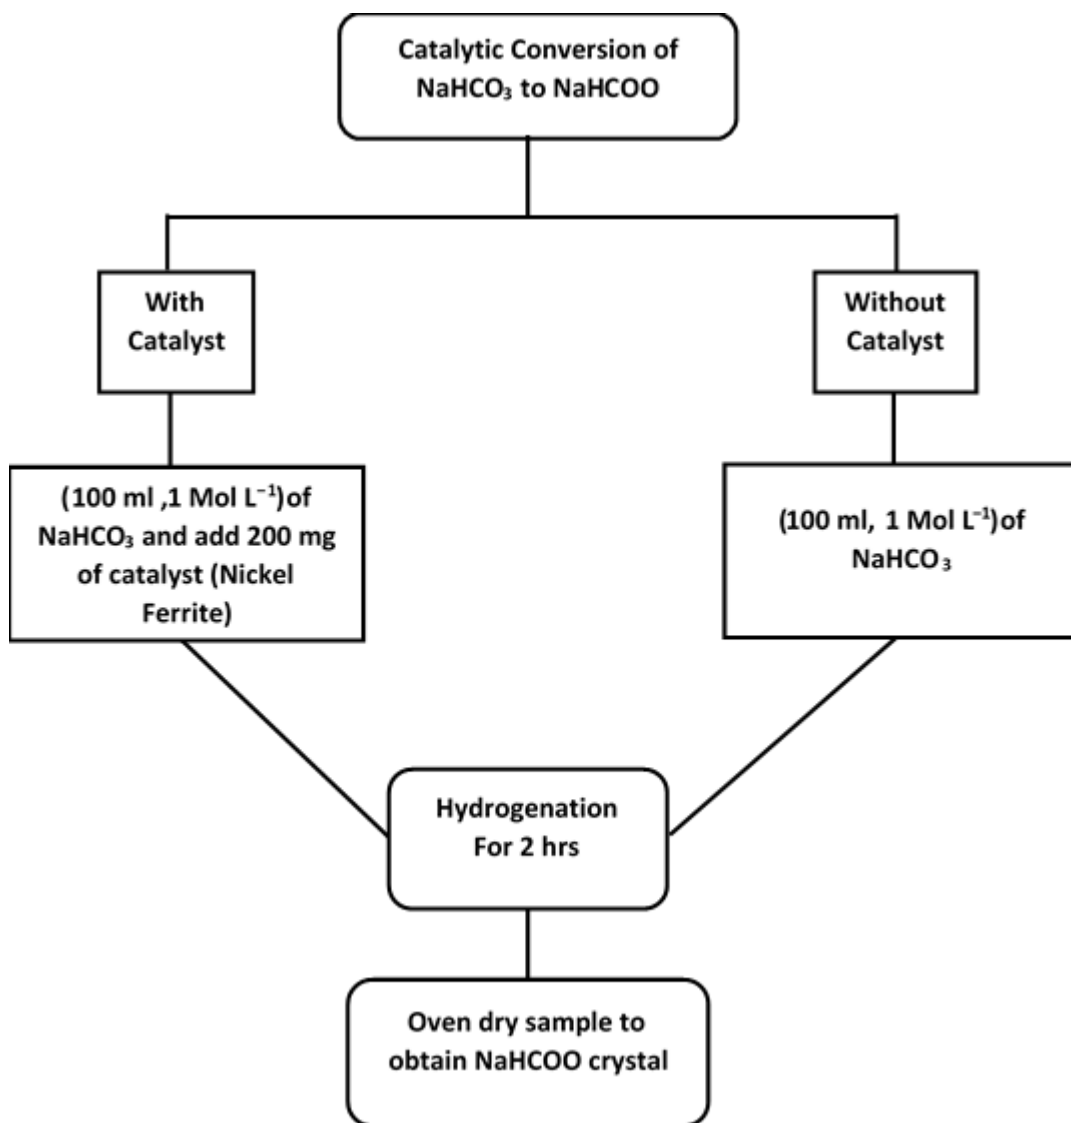 Catalytic Conversion of
NaHCO₃ to NaHCOO
With
Catalyst
Without
Catalyst
(100 ml ,1 Mol L⁻¹)of
NaHCO₃ and add 200 mg
of catalyst (Nickel
Ferrite)
(100 ml, 1 Mol L⁻¹)of
NaHCO₃
Hydrogenation
For 2 hrs
Oven dry sample to
obtain NaHCOO crystal